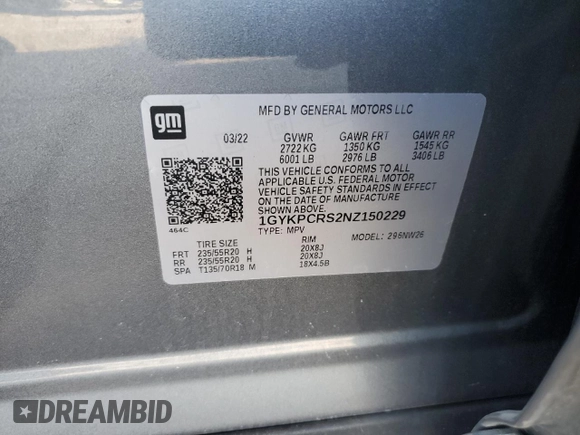 gm
MFD BY GENERAL MOTORS LLC
03/22 GVWR GAWR FRT GAWR RR
2722 KG 1350 KG 1545 KG
6001 LB 2976 LB 3406 LB
THIS VEHICLE CONFORMS TO ALL
APPLICABLE U.S. FEDERAL MOTOR
VEHICLE SAFETY STANDARDS IN EFFECT
ON THE DATE OF MANUFACTURE
SHOWN ABOVE.
464C 1GYKPCRS2NZ150229
TYPE: MPV MODEL: 296NW26
TIRE SIZE RIM
FRT 235/55R20 H 20X8J
RR 235/55R20 H 20X8J
SPA T135/70R18 M 18X4.5B
DREAMBID